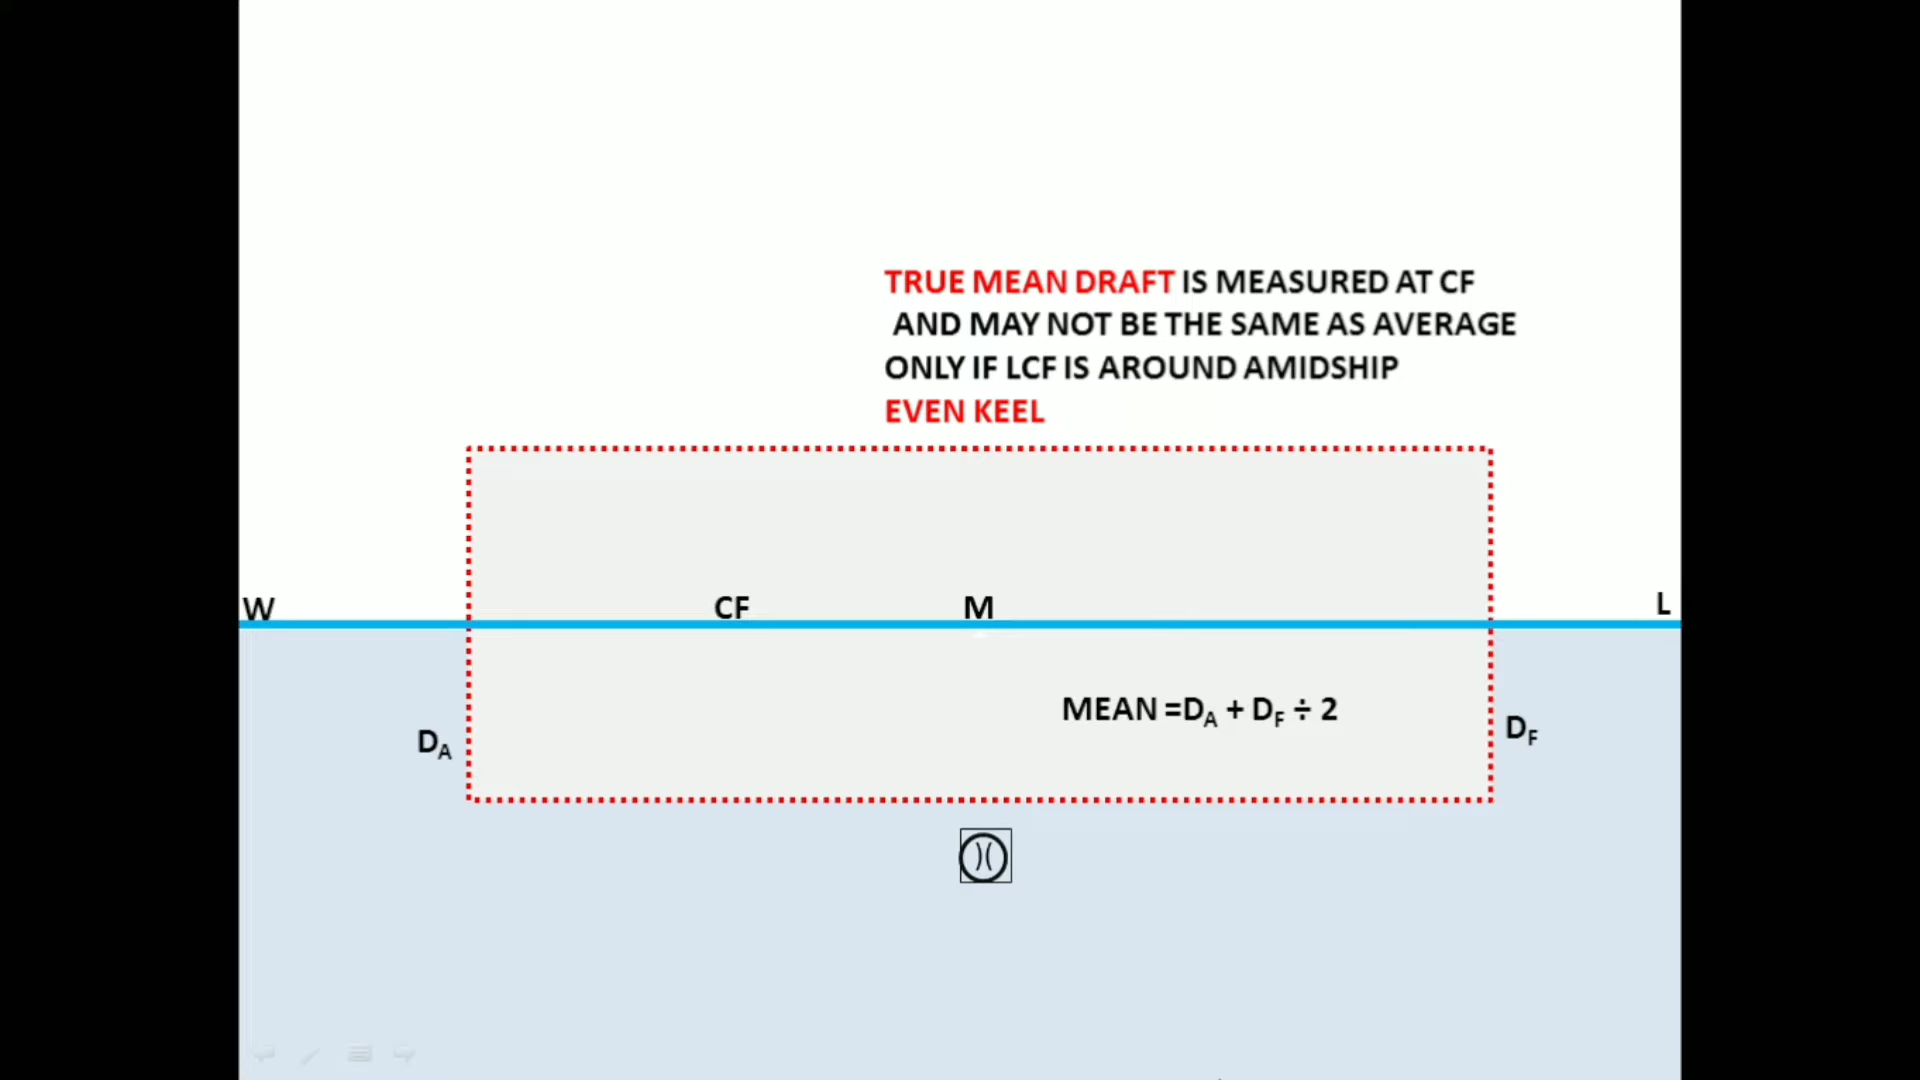 TRUE MEAN DRAFT IS MEASURED AT CF
AND MAY NOT BE THE SAME AS AVERAGE
ONLY IF LCF IS AROUND AMIDSHIP
EVEN KEEL
W CF M L
MEAN =DA + DF ÷ 2
DA DF